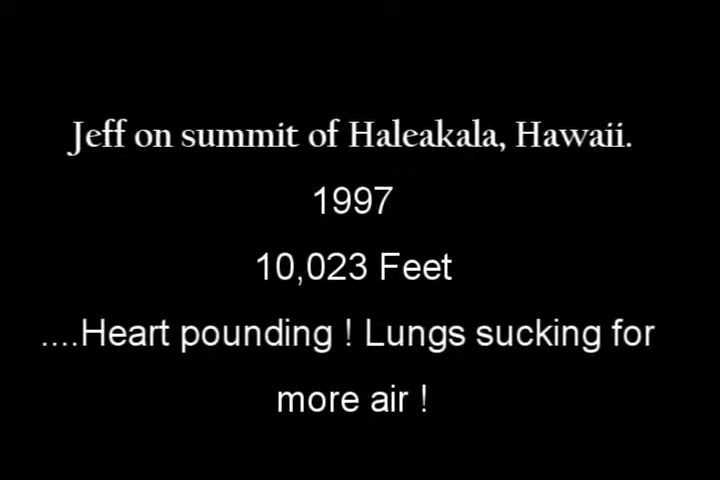 Jeff on summit of Haleakala, Hawaii.
1997
10,023 Feet
....Heart pounding ! Lungs sucking for
more air !